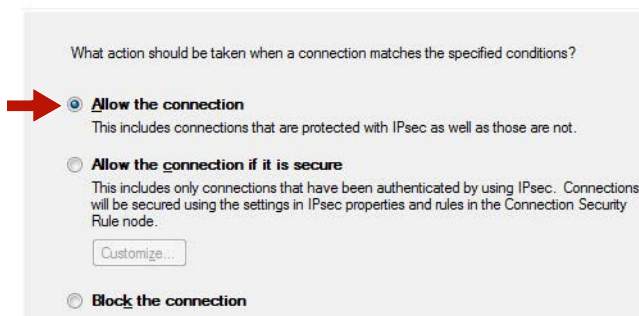 What action should be taken when a connection matches the specified conditions?
Allow the connection
This includes connections that are protected with IPsec as well as those are not.
Allow the connection if it is secure
This includes only connections that have been authenticated by using IPsec. Connections
will be secured using the settings in IPsec properties and rules in the Connection Security
Rule node.
Customize...
Block the connection